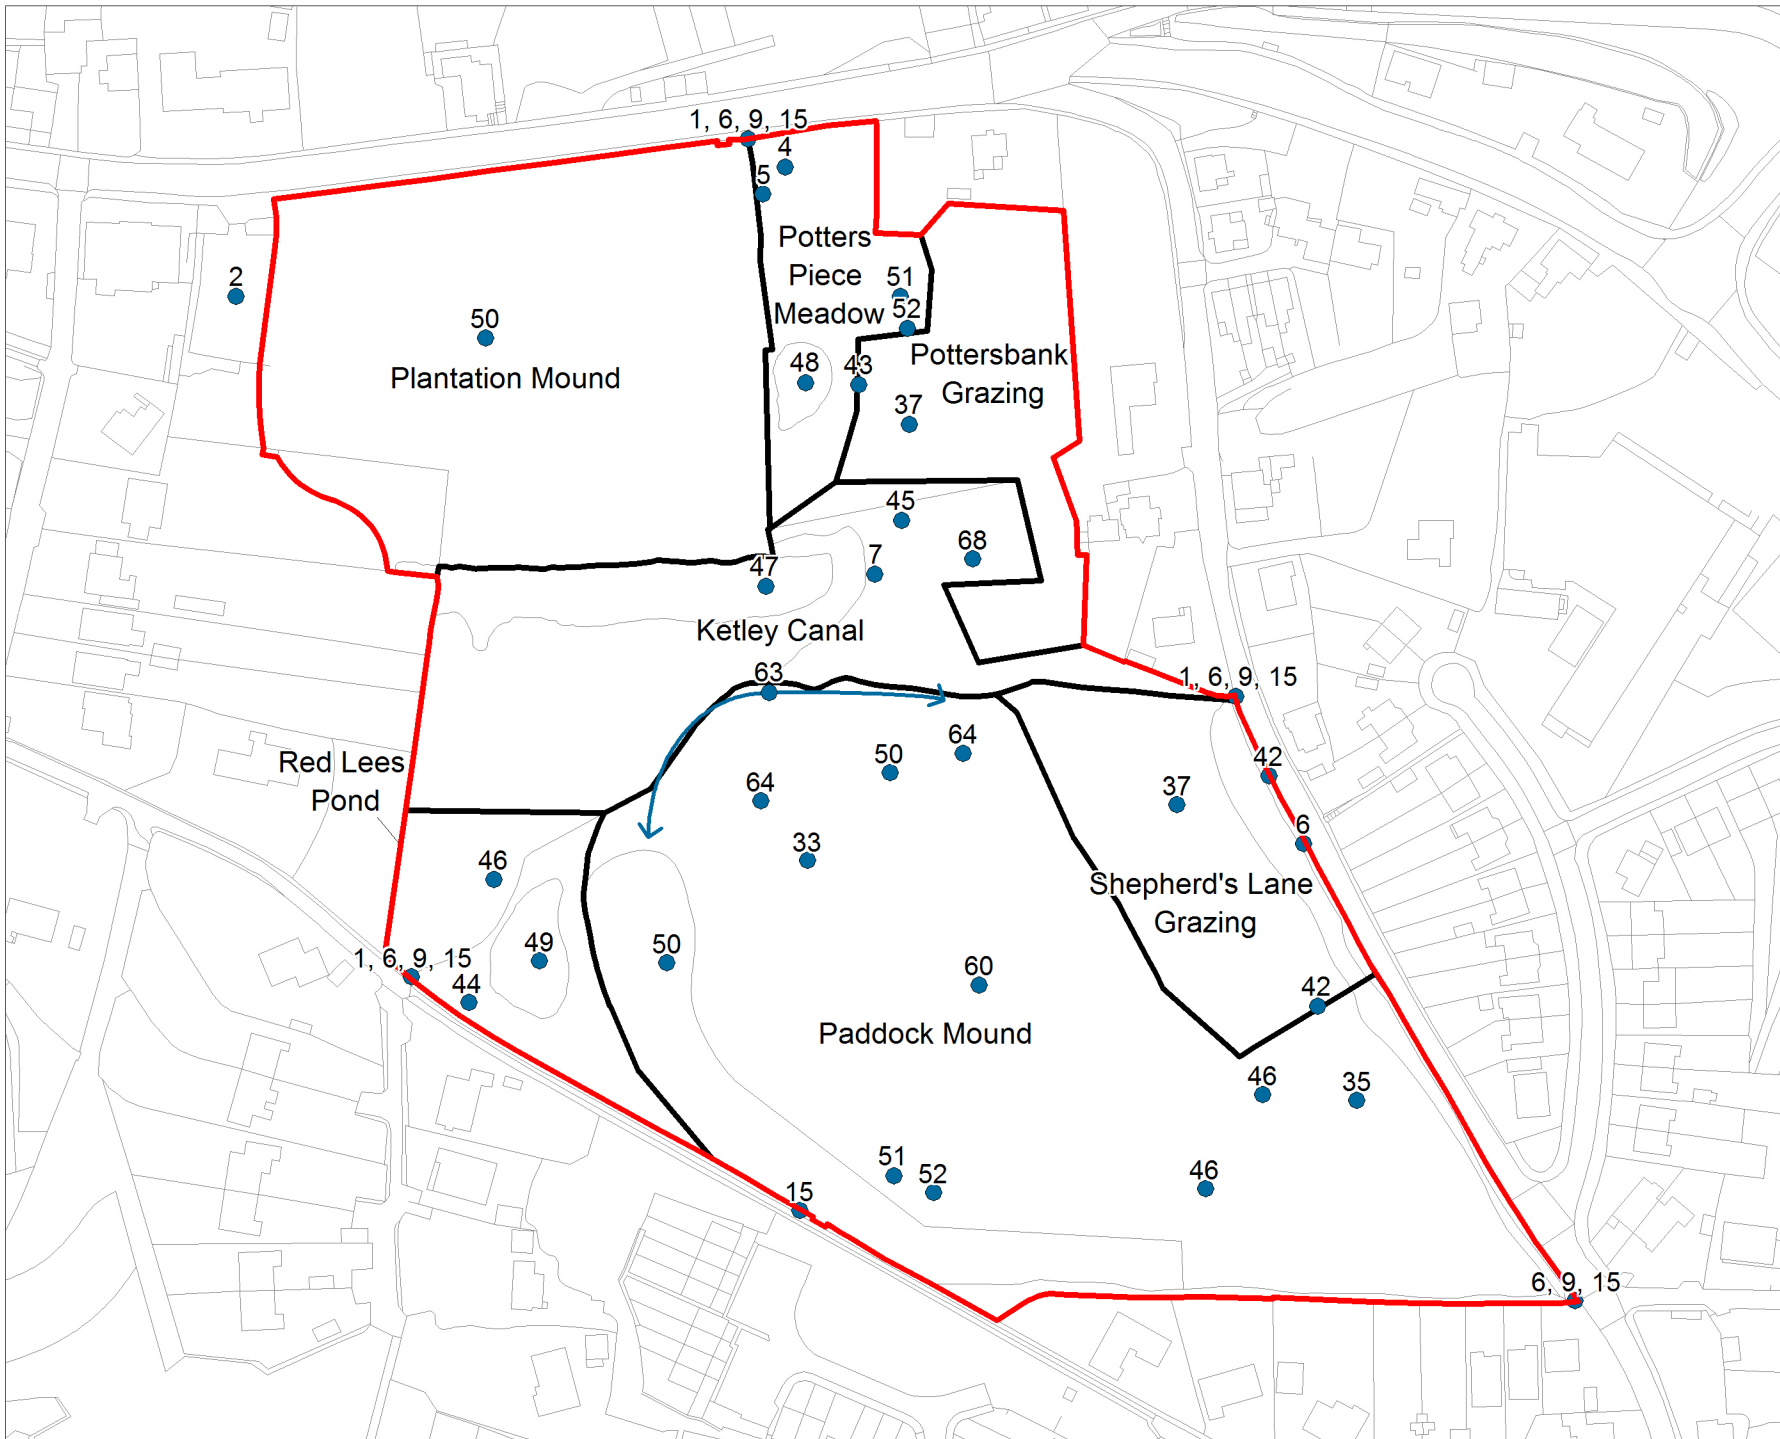 1, 6, 9, 15
4
5
Potters
Piece
Meadow
2
51
52
50
Plantation Mound
Pottersbank
Grazing
48
43
37
45
7
68
47
Ketley Canal
63
1, 6, 9, 15
64
50
42
Red Lees
Pond
64
37
6
33
46
Shepherd's Lane
Grazing
49
50
1, 6, 9, 15
44
60
42
Paddock Mound
46
35
51
52
46
15
6, 9, 15